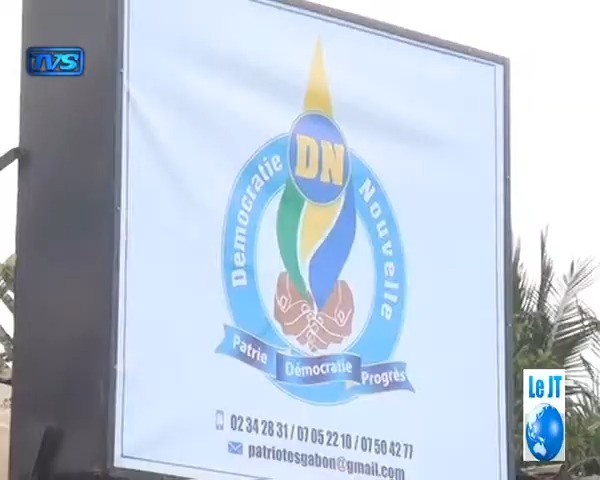 TVS
DN
Démocratie Nouvelle
Patrie Démocratie Progrès
02 34 28 31 / 07 05 22 10 / 07 50 42 77
patriotesgabon@gmail.com
Le JT